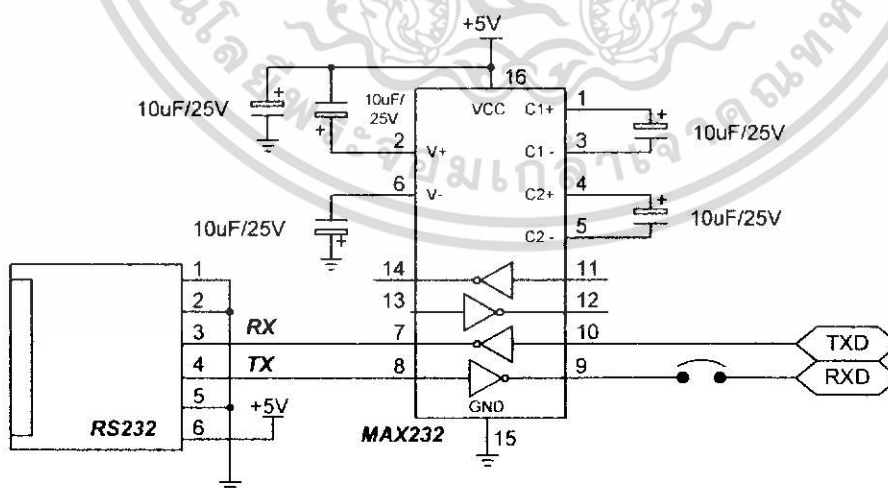 +5V
16
10uF/25V
+
10uF/
25V
+
2
V+
VCC
C1+
1
+
10uF/25V
C1-
3
6
V-
C2+
4
+
10uF/25V
C2-
5
10uF/25V
+
14
11
13
12
1
2
3
RX
7
10
TXD
4
TX
8
9
RXD
5
+5V
6
RS232
GND
MAX232
15